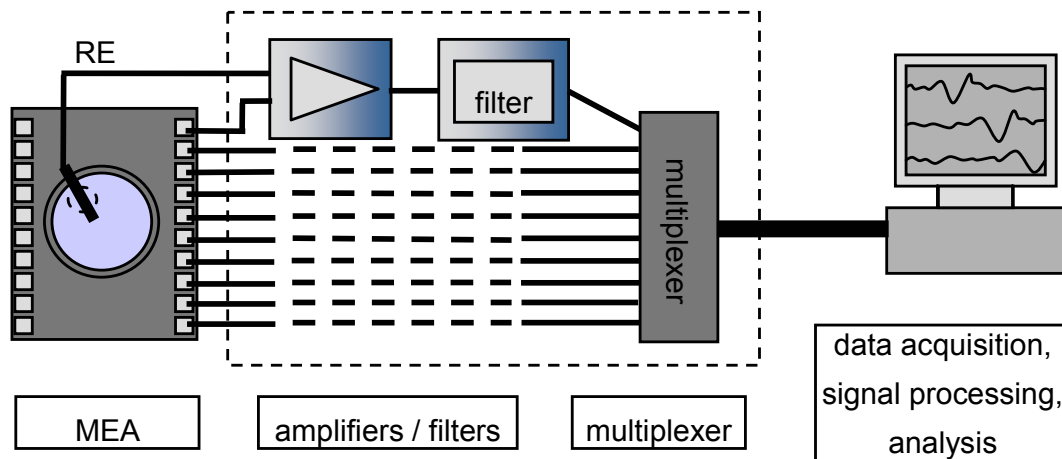 RE
filter
multiplexer
MEA
amplifiers / filters
multiplexer
data acquisition,
signal processing,
analysis